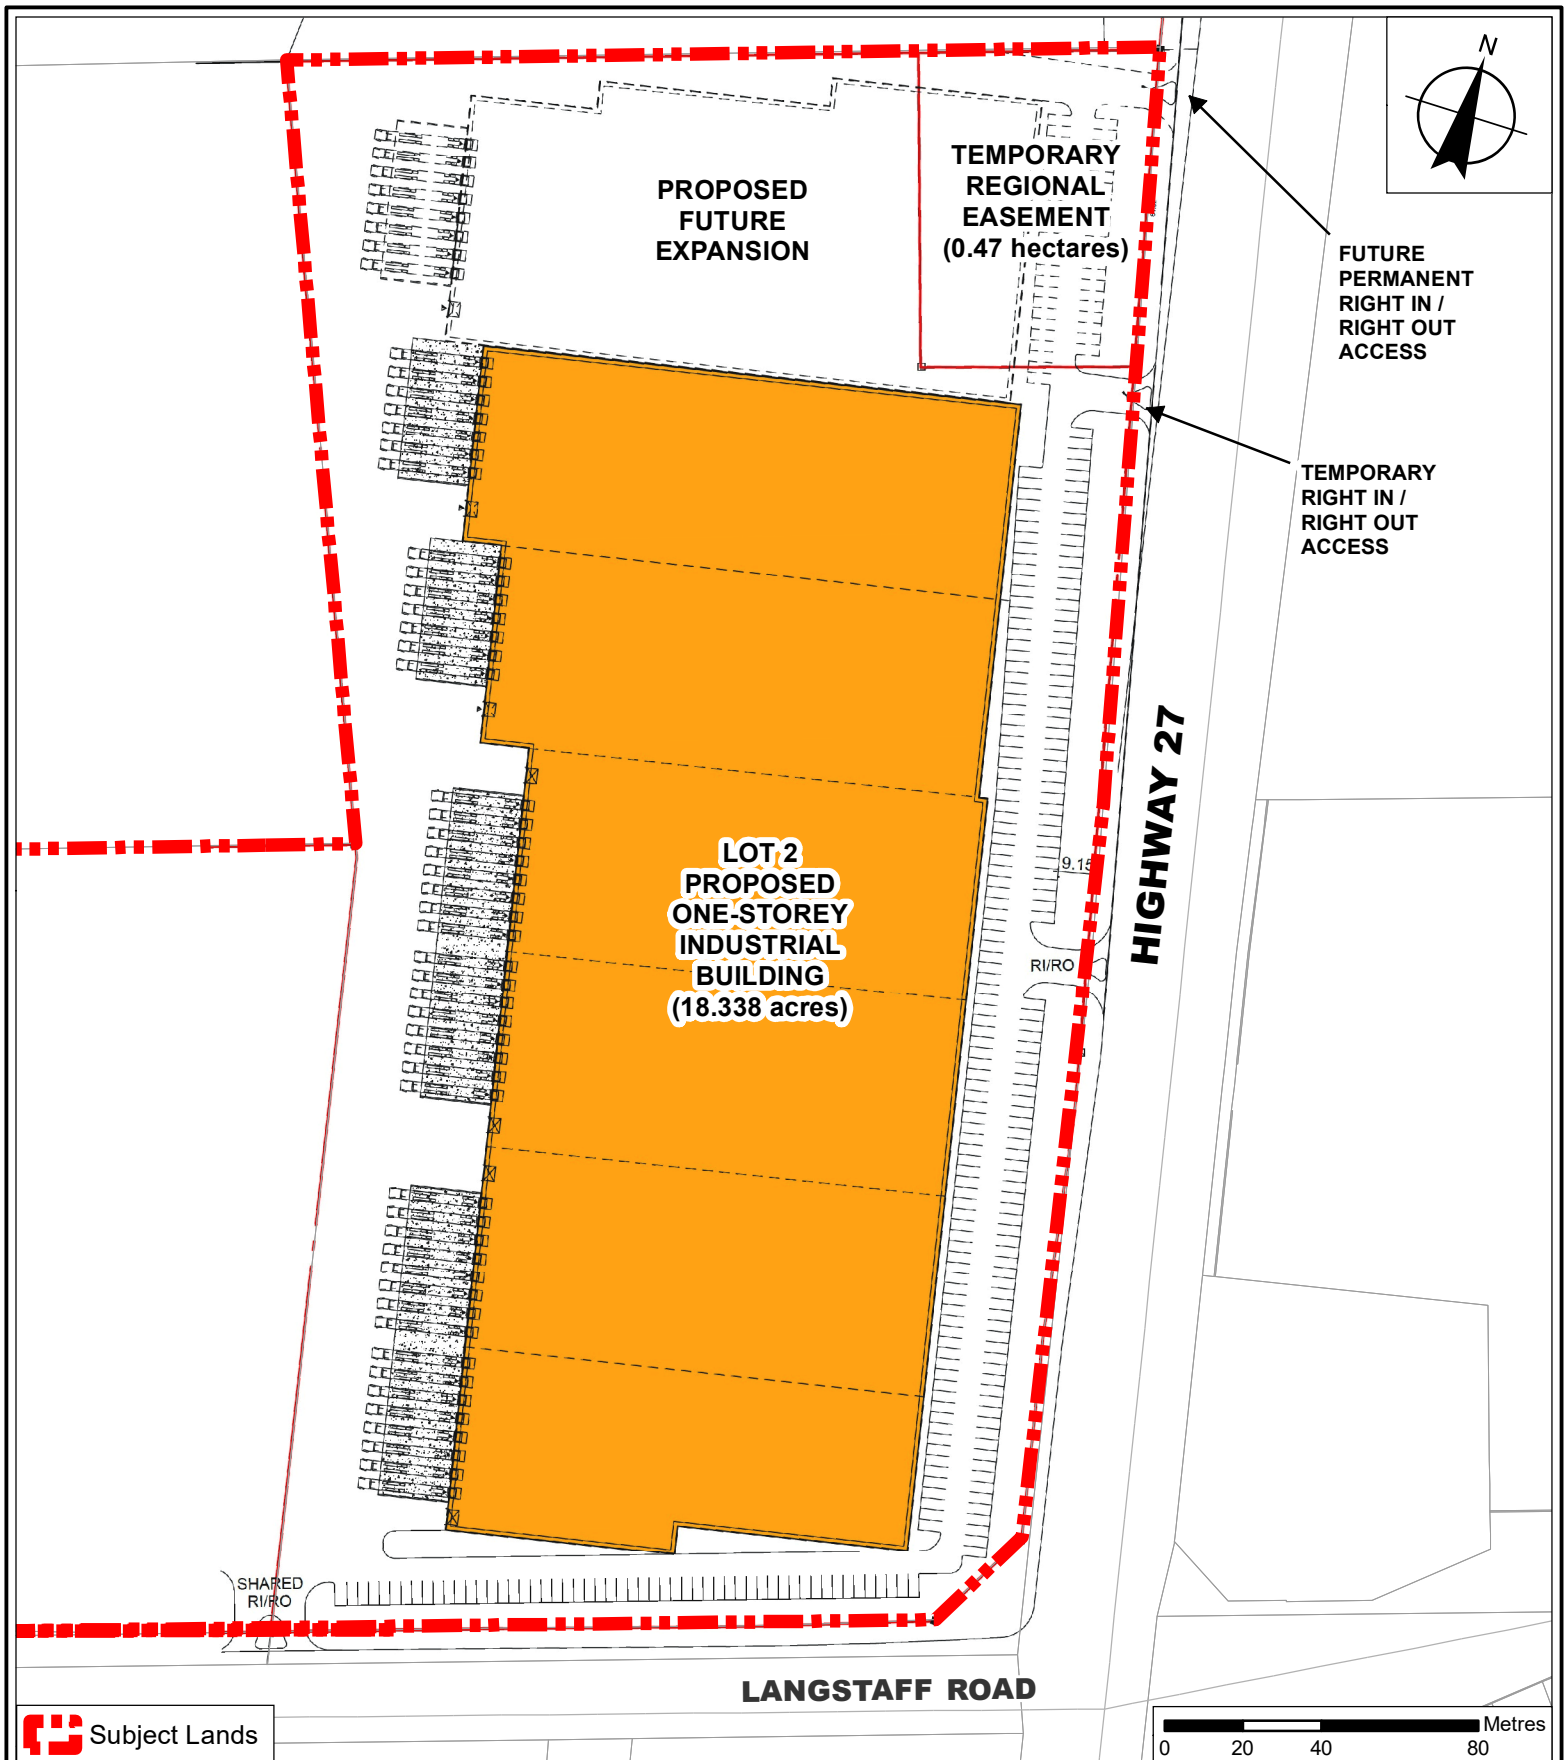 N
PROPOSED
FUTURE
EXPANSION
TEMPORARY
REGIONAL
EASEMENT
(0.47 hectares)
FUTURE
PERMANENT
RIGHT IN /
RIGHT OUT
ACCESS
TEMPORARY
RIGHT IN /
RIGHT OUT
ACCESS
HIGHWAY 27
LOT 2
PROPOSED
ONE-STOREY
INDUSTRIAL
BUILDING
(18.338 acres)
9.15
RI/RO
SHARED
RI/RO
LANGSTAFF ROAD
Subject Lands
Metres
0 20 40 80